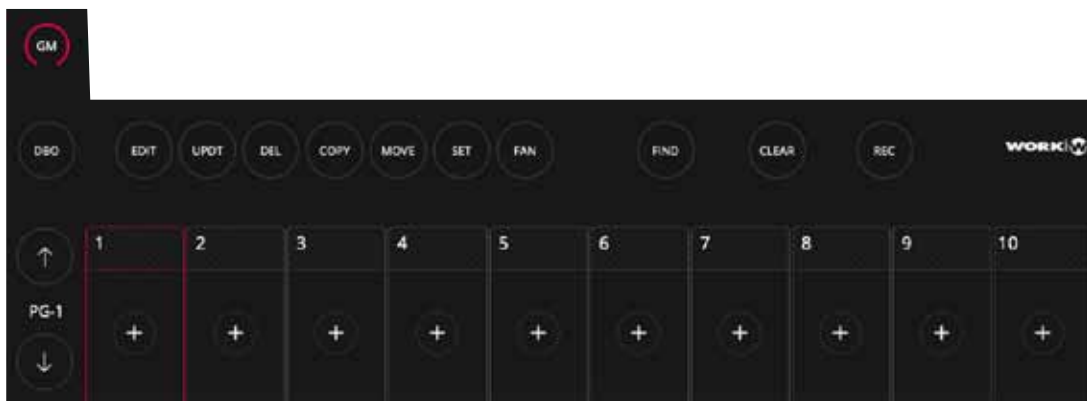 GM
DBO EDIT UPDT DEL COPY MOVE SET FAN FIND CLEAR REC WORK
1 2 3 4 5 6 7 8 9 10
PG-1
+ + + + + + + + + +